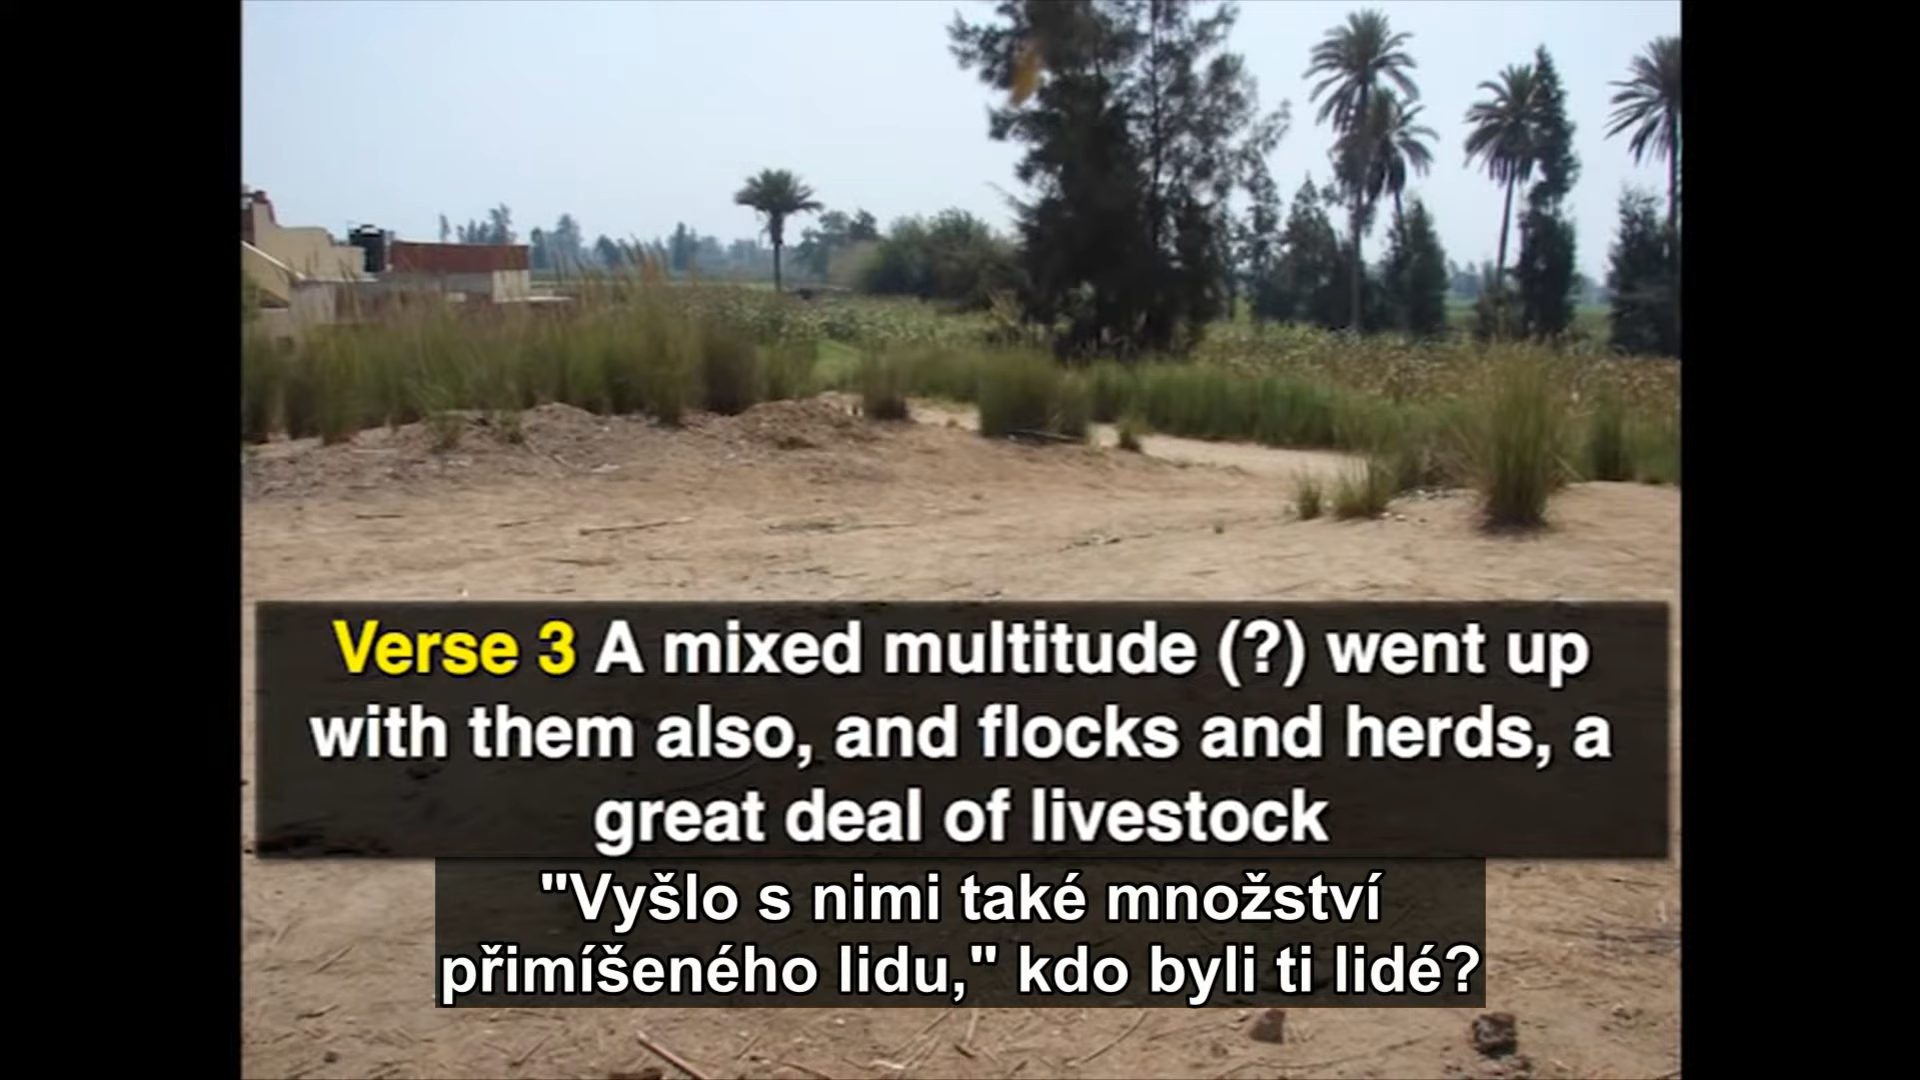 Verse 3 A mixed multitude (?) went up
with them also, and flocks and herds, a
great deal of livestock
"Vyšlo s nimi také množství
přimíšeného lidu," kdo byli ti lidé?